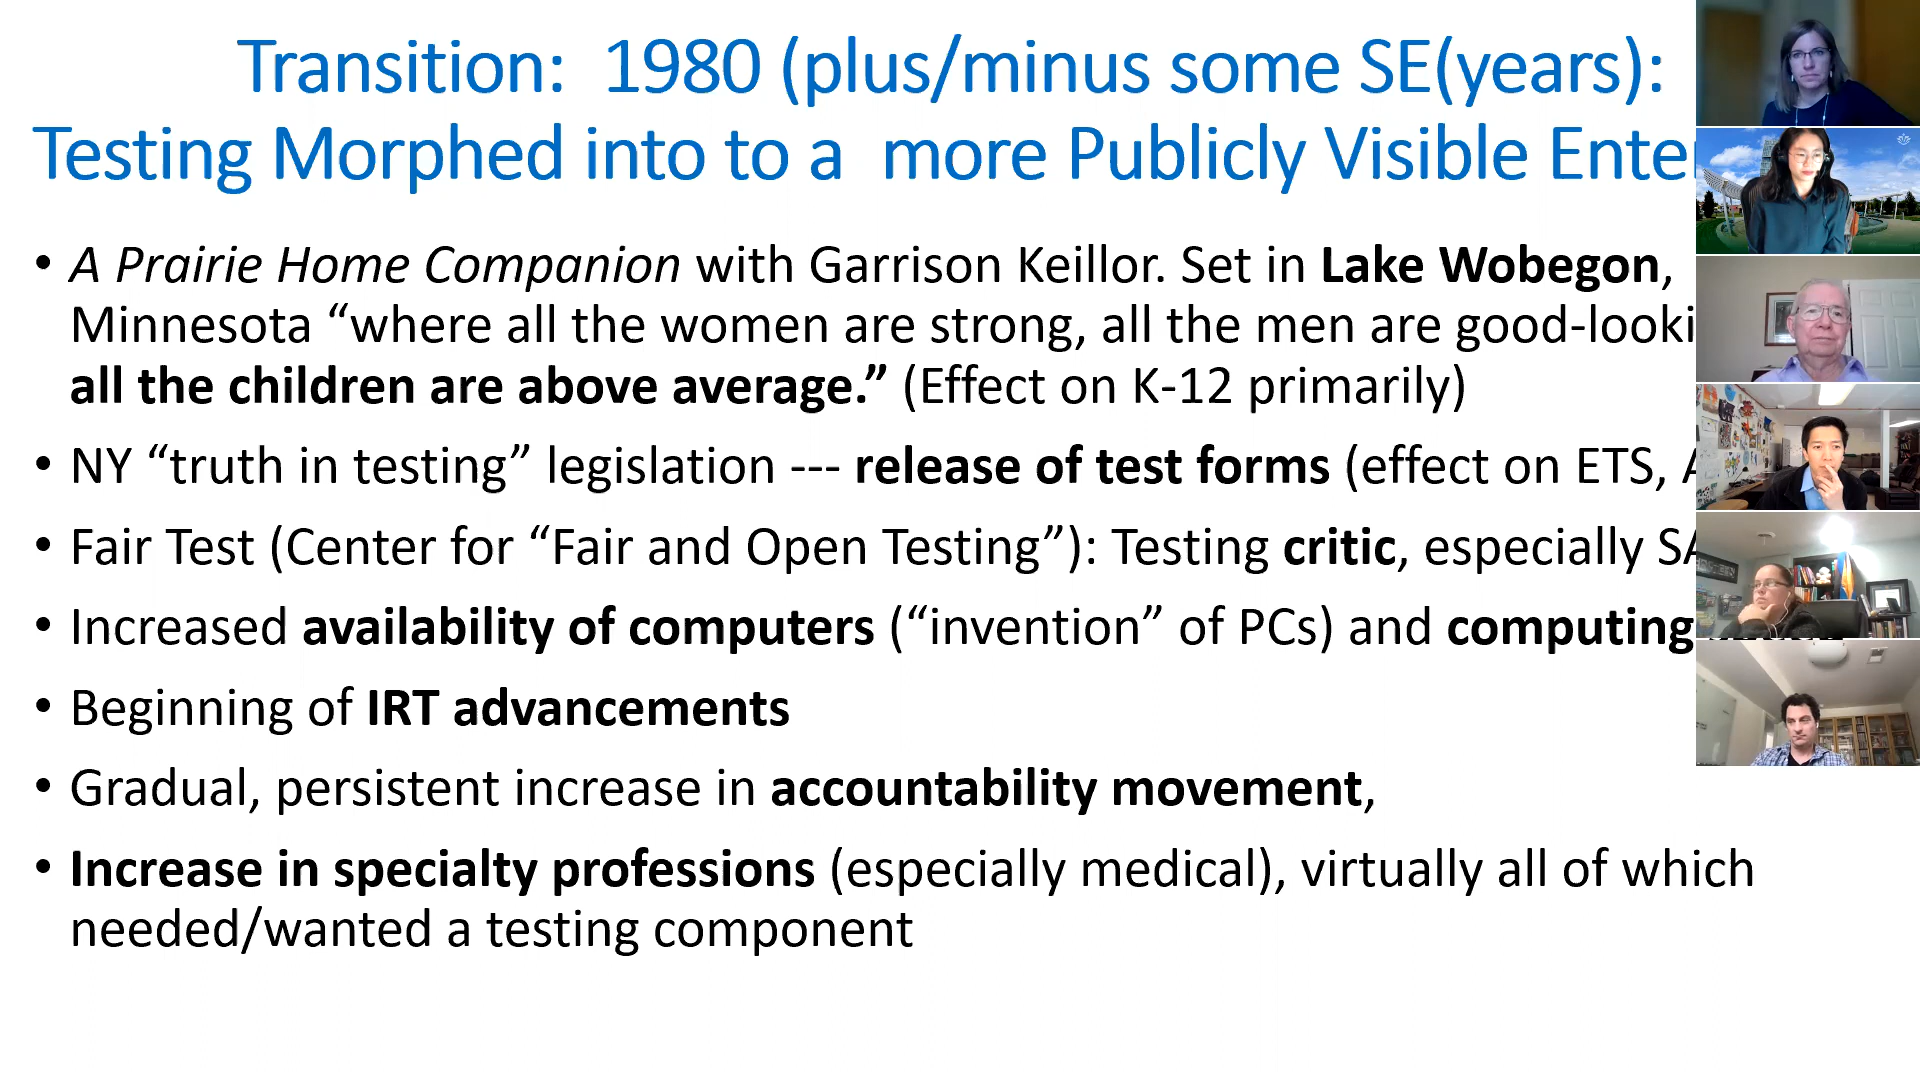 Transition:  1980 (plus/minus some SE(years):
Testing Morphed into to a  more Publicly Visible
• A Prairie Home Companion with Garrison Keillor. Set in Lake Wobegon,
Minnesota “where all the women are strong, all the men are
all the children are above average.” (Effect on K-12 primarily)
• NY “truth in testing” legislation --- release of test forms (effect on ETS,
• Fair Test (Center for “Fair and Open Testing”): Testing critic, especially
• Increased availability of computers (“invention” of PCs) and computing
• Beginning of IRT advancements
• Gradual, persistent increase in accountability movement,
• Increase in specialty professions (especially medical), virtually all of which
needed/wanted a testing component